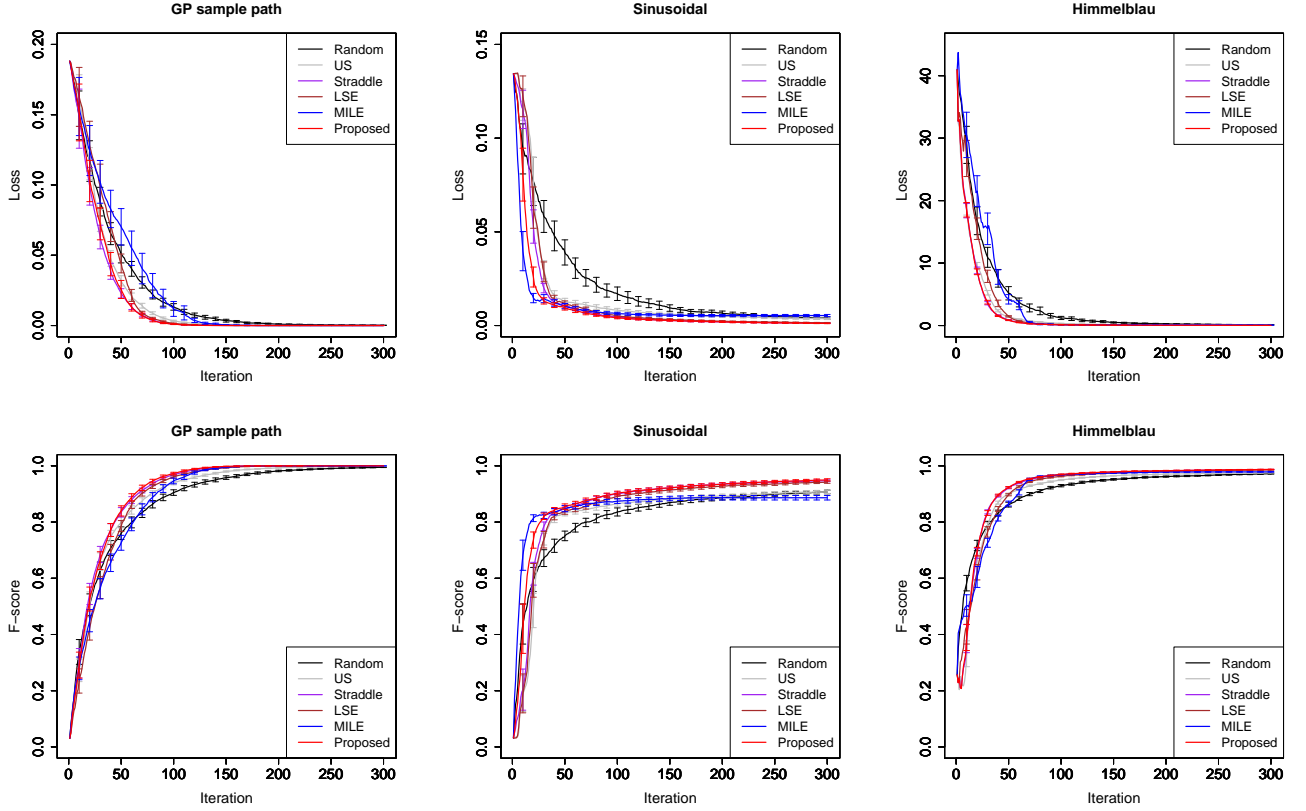 GP sample path
Loss
0.00
0.05
0.10
0.15
0.20
Random
US
Straddle
LSE
MILE
Proposed
0
50
100
150
200
250
300
Iteration
Sinusoidal
Loss
0.00
0.05
0.10
0.15
Random
US
Straddle
LSE
MILE
Proposed
0
50
100
150
200
250
300
Iteration
Himmelblau
Loss
0
10
20
30
40
Random
US
Straddle
LSE
MILE
Proposed
0
50
100
150
200
250
300
Iteration
GP sample path
F−score
0.0
0.2
0.4
0.6
0.8
1.0
Random
US
Straddle
LSE
MILE
Proposed
0
50
100
150
200
250
300
Iteration
Sinusoidal
F−score
0.0
0.2
0.4
0.6
0.8
1.0
Random
US
Straddle
LSE
MILE
Proposed
0
50
100
150
200
250
300
Iteration
Himmelblau
F−score
0.0
0.2
0.4
0.6
0.8
1.0
Random
US
Straddle
LSE
MILE
Proposed
0
50
100
150
200
250
300
Iteration